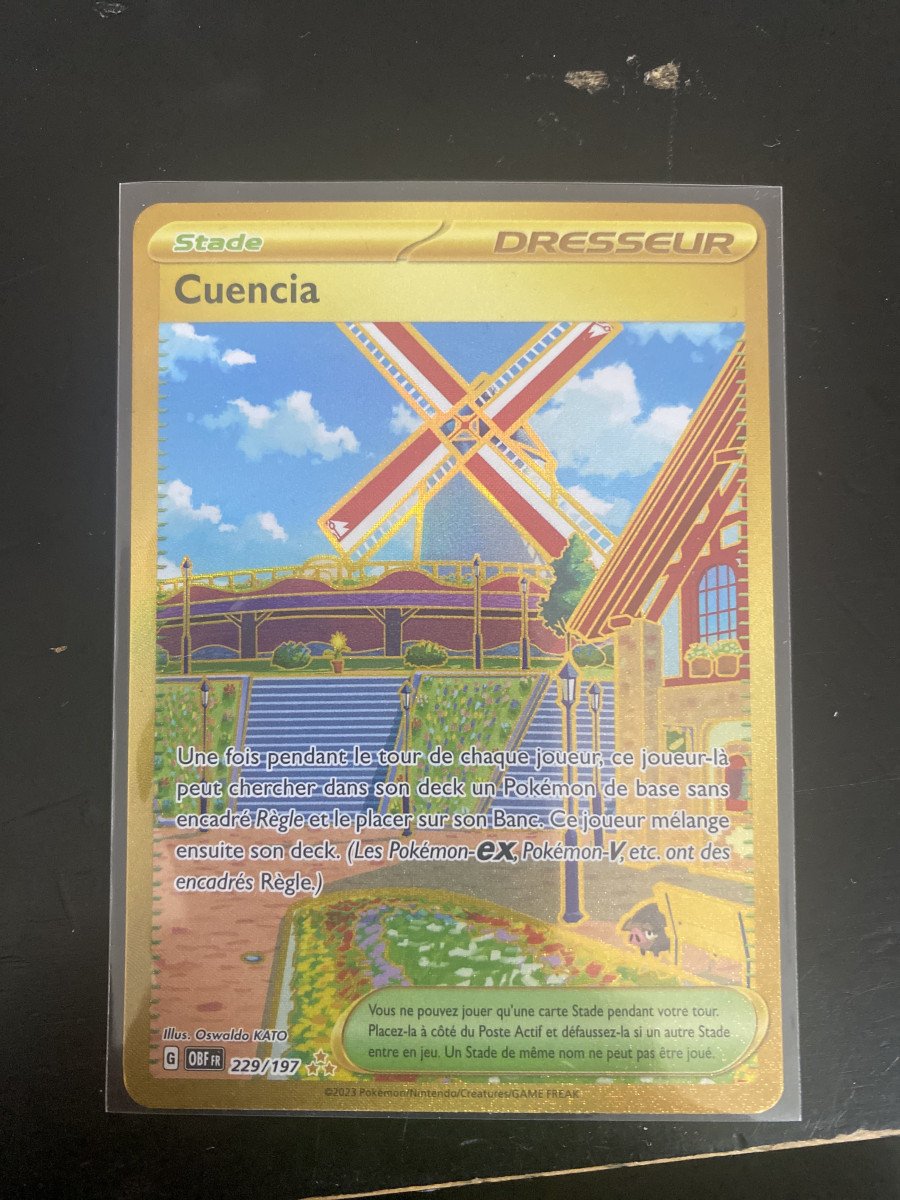 Stade DRESSEUR
Cuencia
Une fois pendant le tour de chaque joueur, ce joueur-là
peut chercher dans son deck un Pokémon de base sans
encadré Règle et le placer sur son Banc. Ce joueur mélange
ensuite son deck. (Les Pokémon-ex, Pokémon-V, etc. ont des
encadrés Règle.)
Vous ne pouvez jouer qu'une carte Stade pendant votre tour.
Placez-la à côté du Poste Actif et défaussez-la si un autre Stade
entre en jeu. Un Stade de même nom ne peut pas être joué.
Illus. Oswaldo KATO
G OBF FR 229/197
©2023 Pokémon/Nintendo/Creatures/GAME FREAK